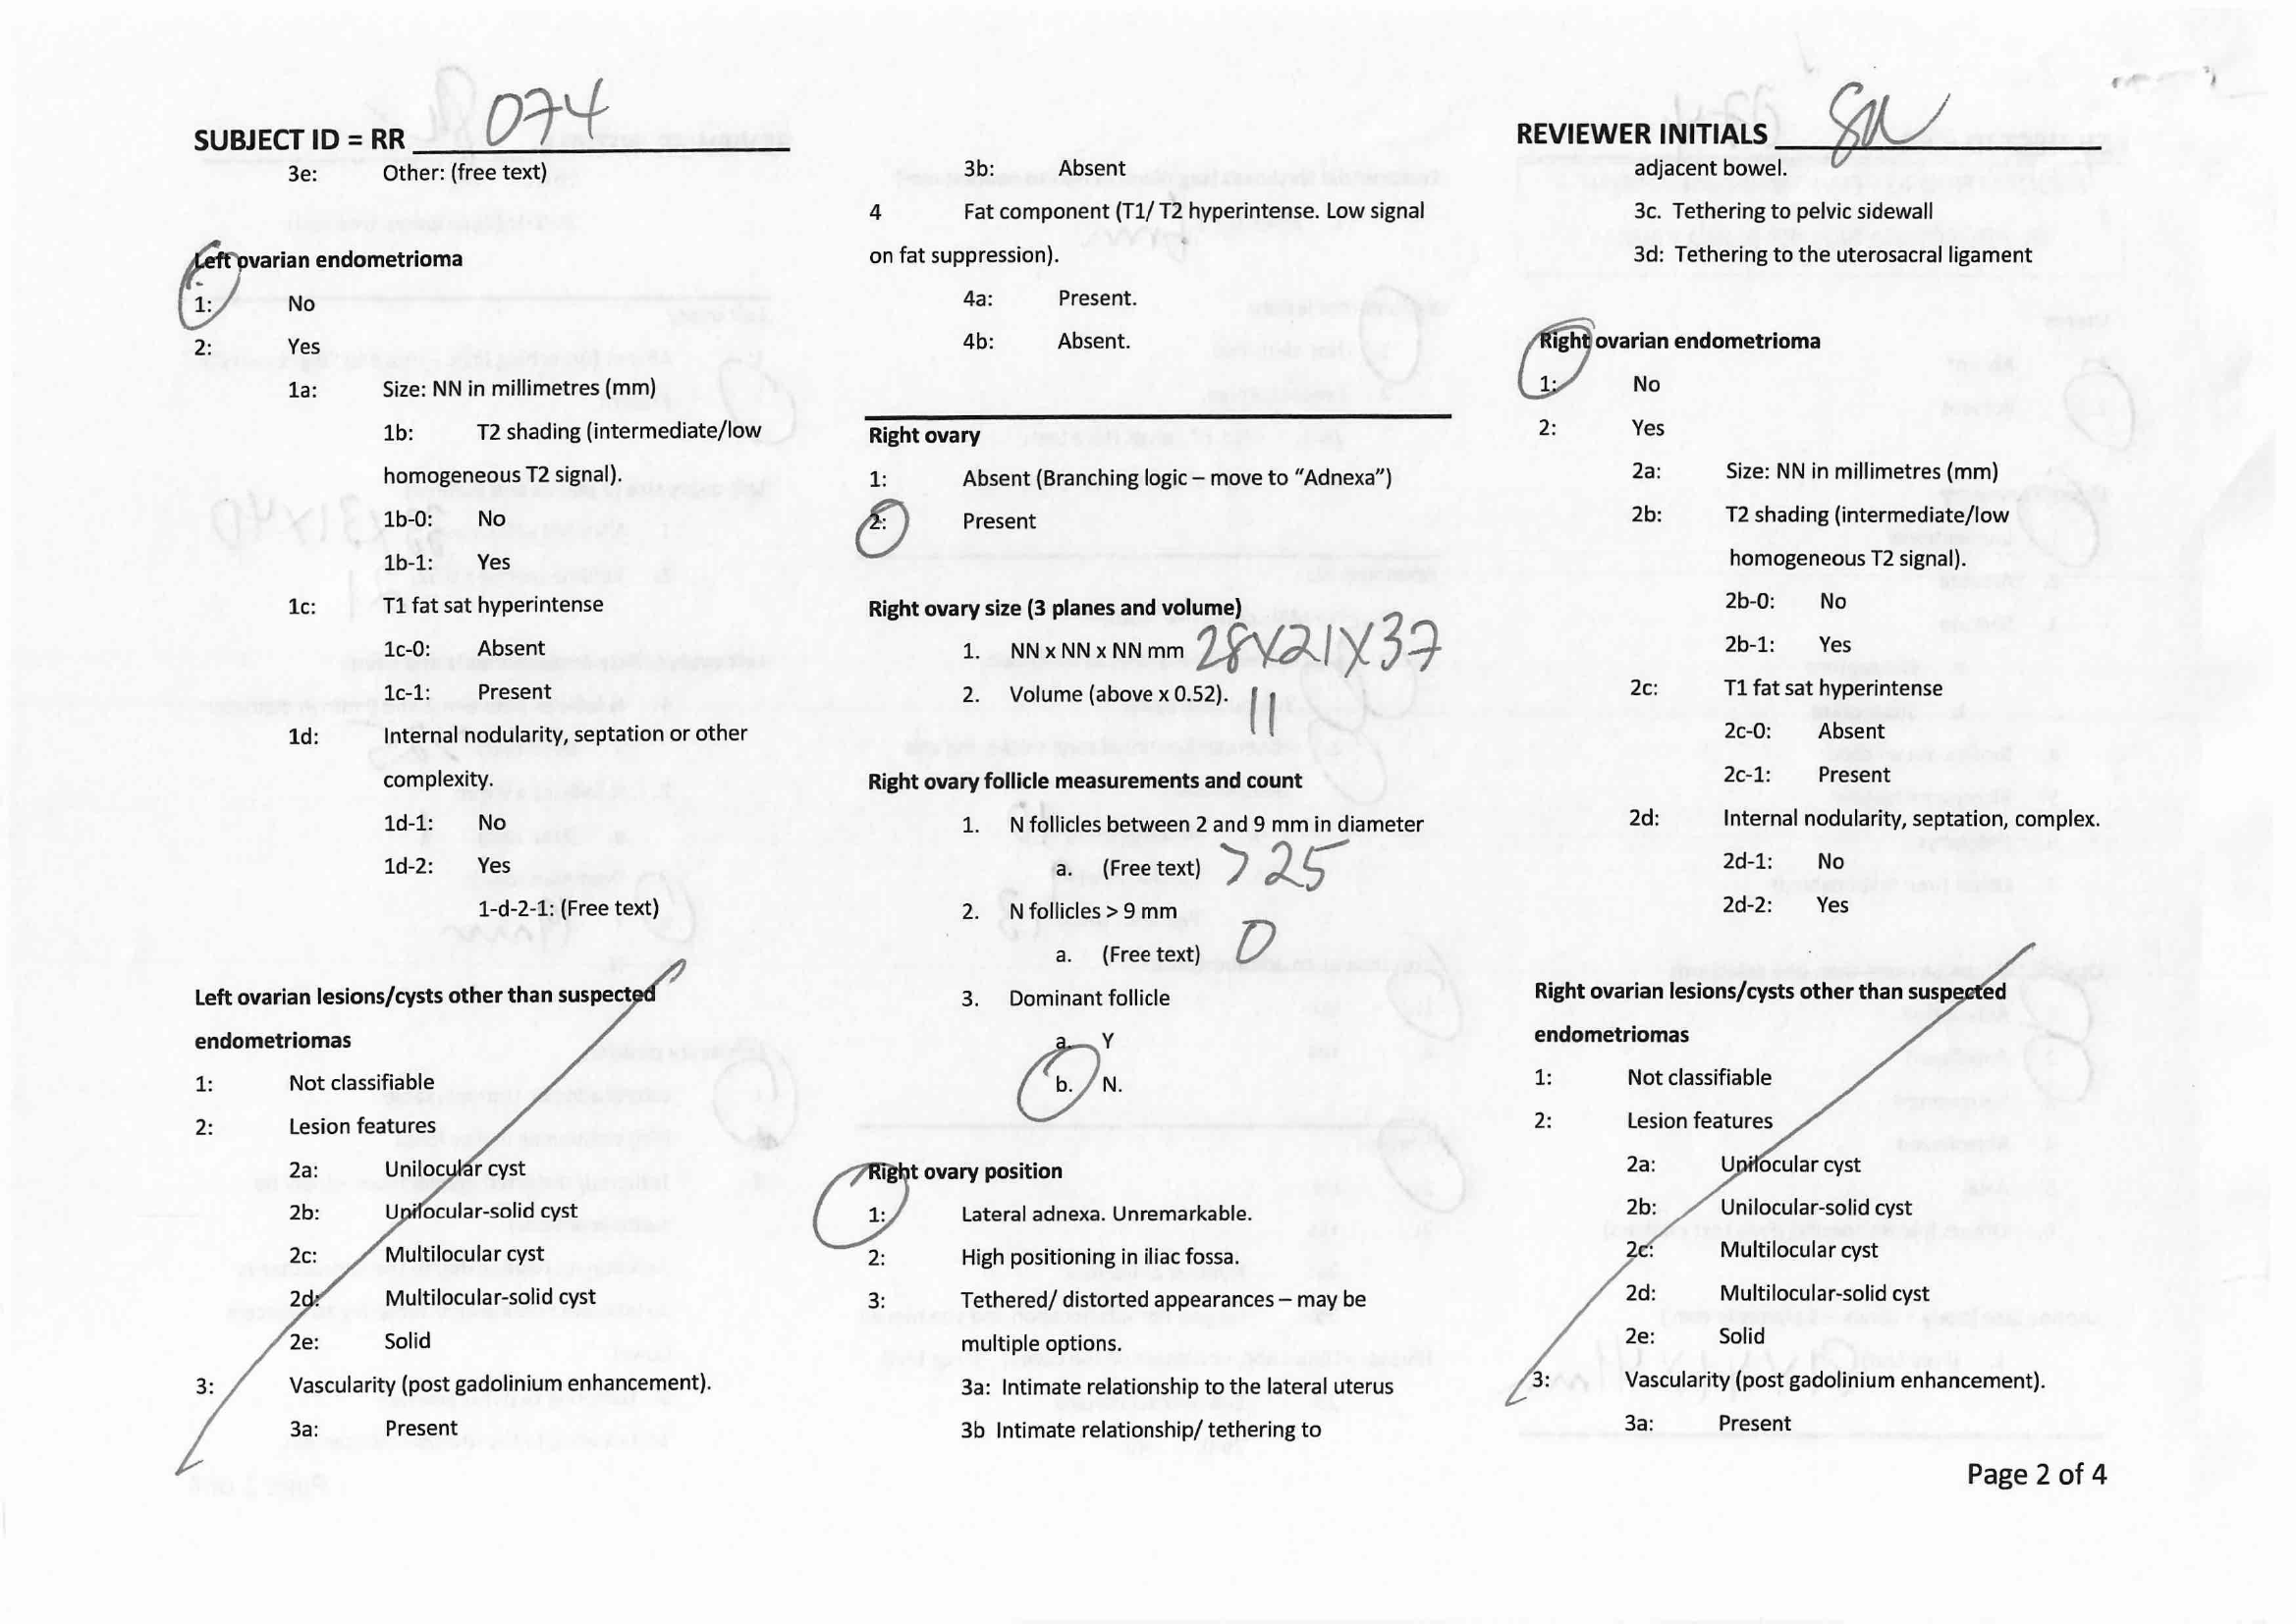 SUBJECT ID = RR 074
3e: Other: (free text)
Left ovarian endometrioma
1: No
2: Yes
1a: Size: NN in millimetres (mm)
1b: T2 shading (intermediate/low
homogeneous T2 signal).
1b-0: No
1b-1: Yes
1c: T1 fat sat hyperintense
1c-0: Absent
1c-1: Present
1d: Internal nodularity, septation or other
complexity.
1d-1: No
1d-2: Yes
1-d-2-1: (Free text)
Left ovarian lesions/cysts other than suspected
endometriomas
1: Not classifiable
2: Lesion features
2a: Unilocular cyst
2b: Unilocular-solid cyst
2c: Multilocular cyst
2d: Multilocular-solid cyst
2e: Solid
3: Vascularity (post gadolinium enhancement).
3a: Present
3b: Absent
4 Fat component (T1/ T2 hyperintense. Low signal
on fat suppression).
4a: Present.
4b: Absent.
Right ovary
1: Absent (Branching logic – move to “Adnexa”)
2: Present
Right ovary size (3 planes and volume)
1. NN x NN x NN mm 28x21x37
2. Volume (above x 0.52). 11
Right ovary follicle measurements and count
1. N follicles between 2 and 9 mm in diameter
a. (Free text) >25
2. N follicles > 9 mm
a. (Free text) 0
3. Dominant follicle
a. Y
b. N.
Right ovary position
1: Lateral adnexa. Unremarkable.
2: High positioning in iliac fossa.
3: Tethered/ distorted appearances – may be
multiple options.
3a: Intimate relationship to the lateral uterus
3b Intimate relationship/ tethering to
REVIEWER INITIALS
adjacent bowel.
3c. Tethering to pelvic sidewall
3d: Tethering to the uterosacral ligament
Right ovarian endometrioma
1: No
2: Yes
2a: Size: NN in millimetres (mm)
2b: T2 shading (intermediate/low
homogeneous T2 signal).
2b-0: No
2b-1: Yes
2c: T1 fat sat hyperintense
2c-0: Absent
2c-1: Present
2d: Internal nodularity, septation, complex.
2d-1: No
2d-2: Yes
Right ovarian lesions/cysts other than suspected
endometriomas
1: Not classifiable
2: Lesion features
2a: Unilocular cyst
2b: Unilocular-solid cyst
2c: Multilocular cyst
2d: Multilocular-solid cyst
2e: Solid
3: Vascularity (post gadolinium enhancement).
3a: Present
Page 2 of 4